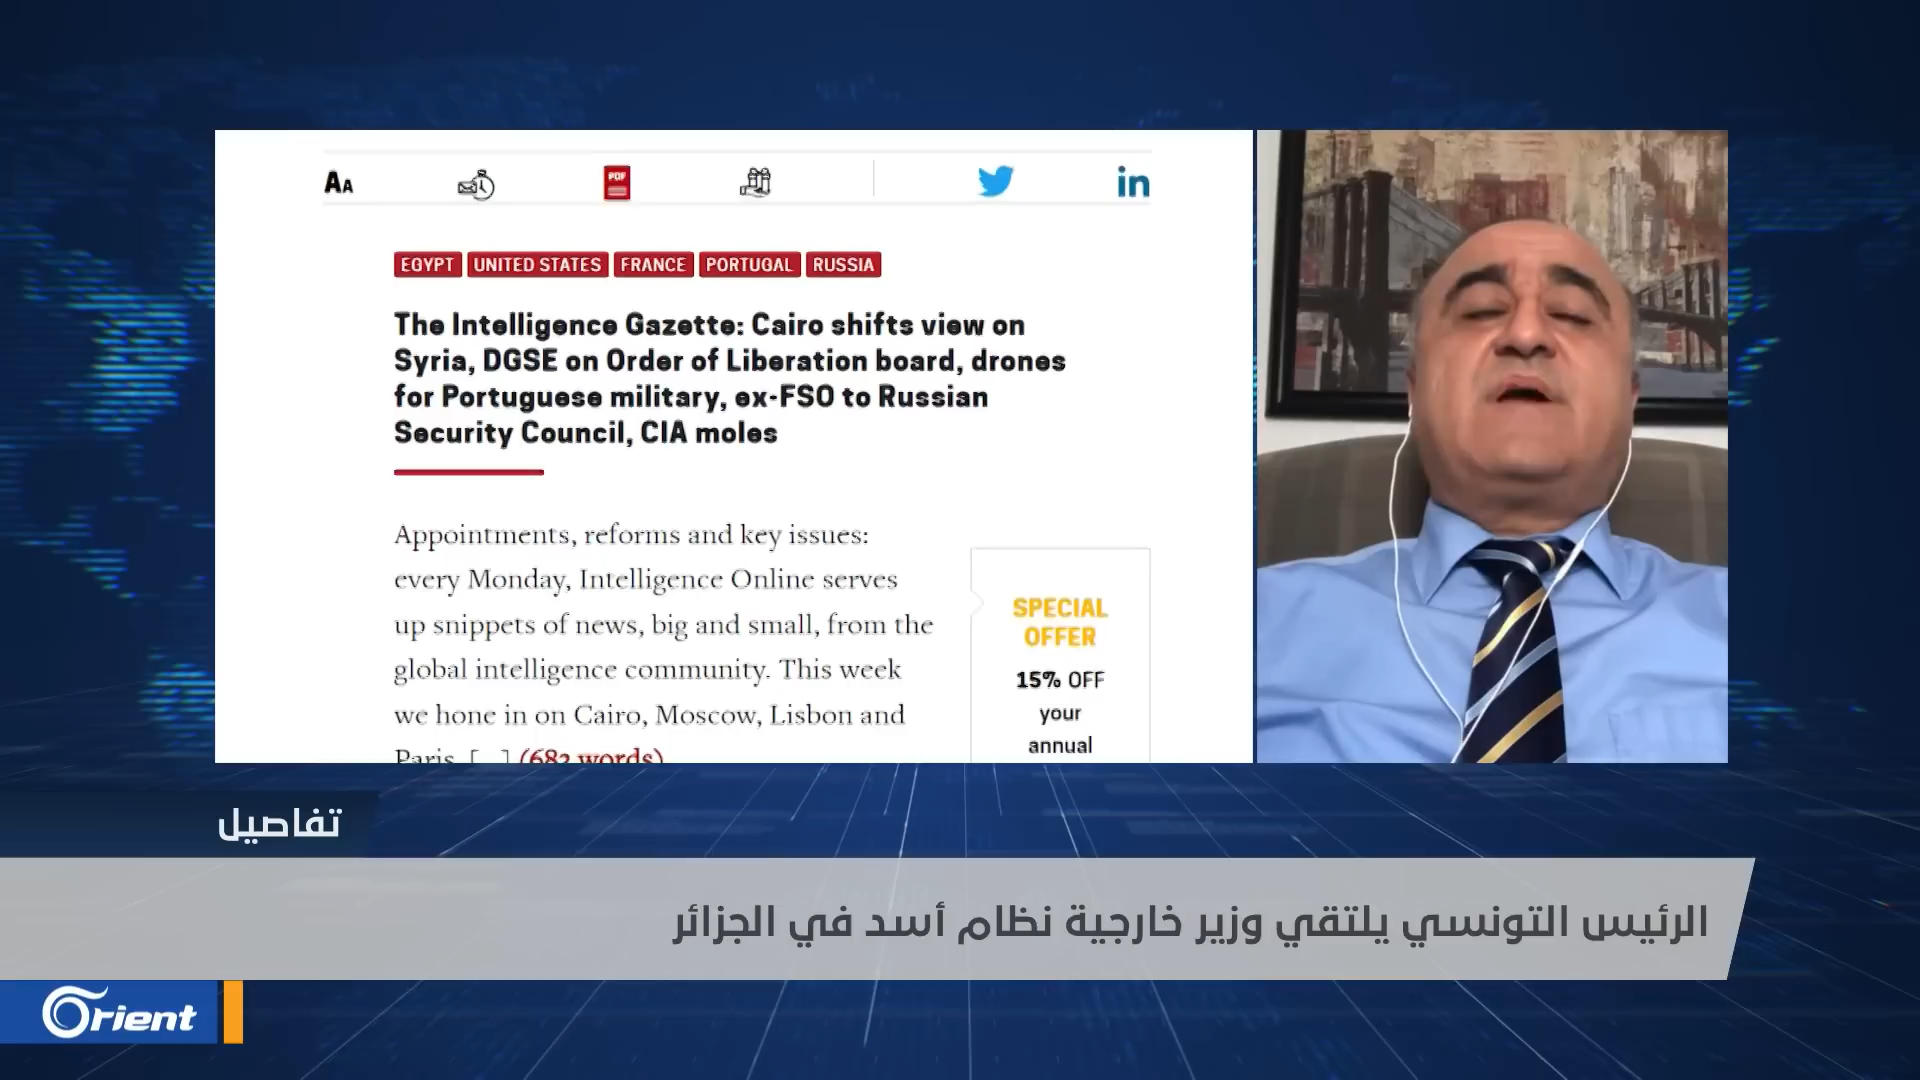 AA
PDF
in
EGYPT UNITED STATES FRANCE PORTUGAL RUSSIA
The Intelligence Gazette: Cairo shifts view on
Syria, DGSE on Order of Liberation board, drones
for Portuguese military, ex-FSO to Russian
Security Council, CIA moles
Appointments, reforms and key issues:
every Monday, Intelligence Online serves
up snippets of news, big and small, from the
global intelligence community. This week
we hone in on Cairo, Moscow, Lisbon and
Paris. [...] (682 words)
SPECIAL
OFFER
15% OFF
your
annual
تفاصيل
الرئيس التونسي يلتقي وزير خارجية نظام أسد في الجزائر
Orient